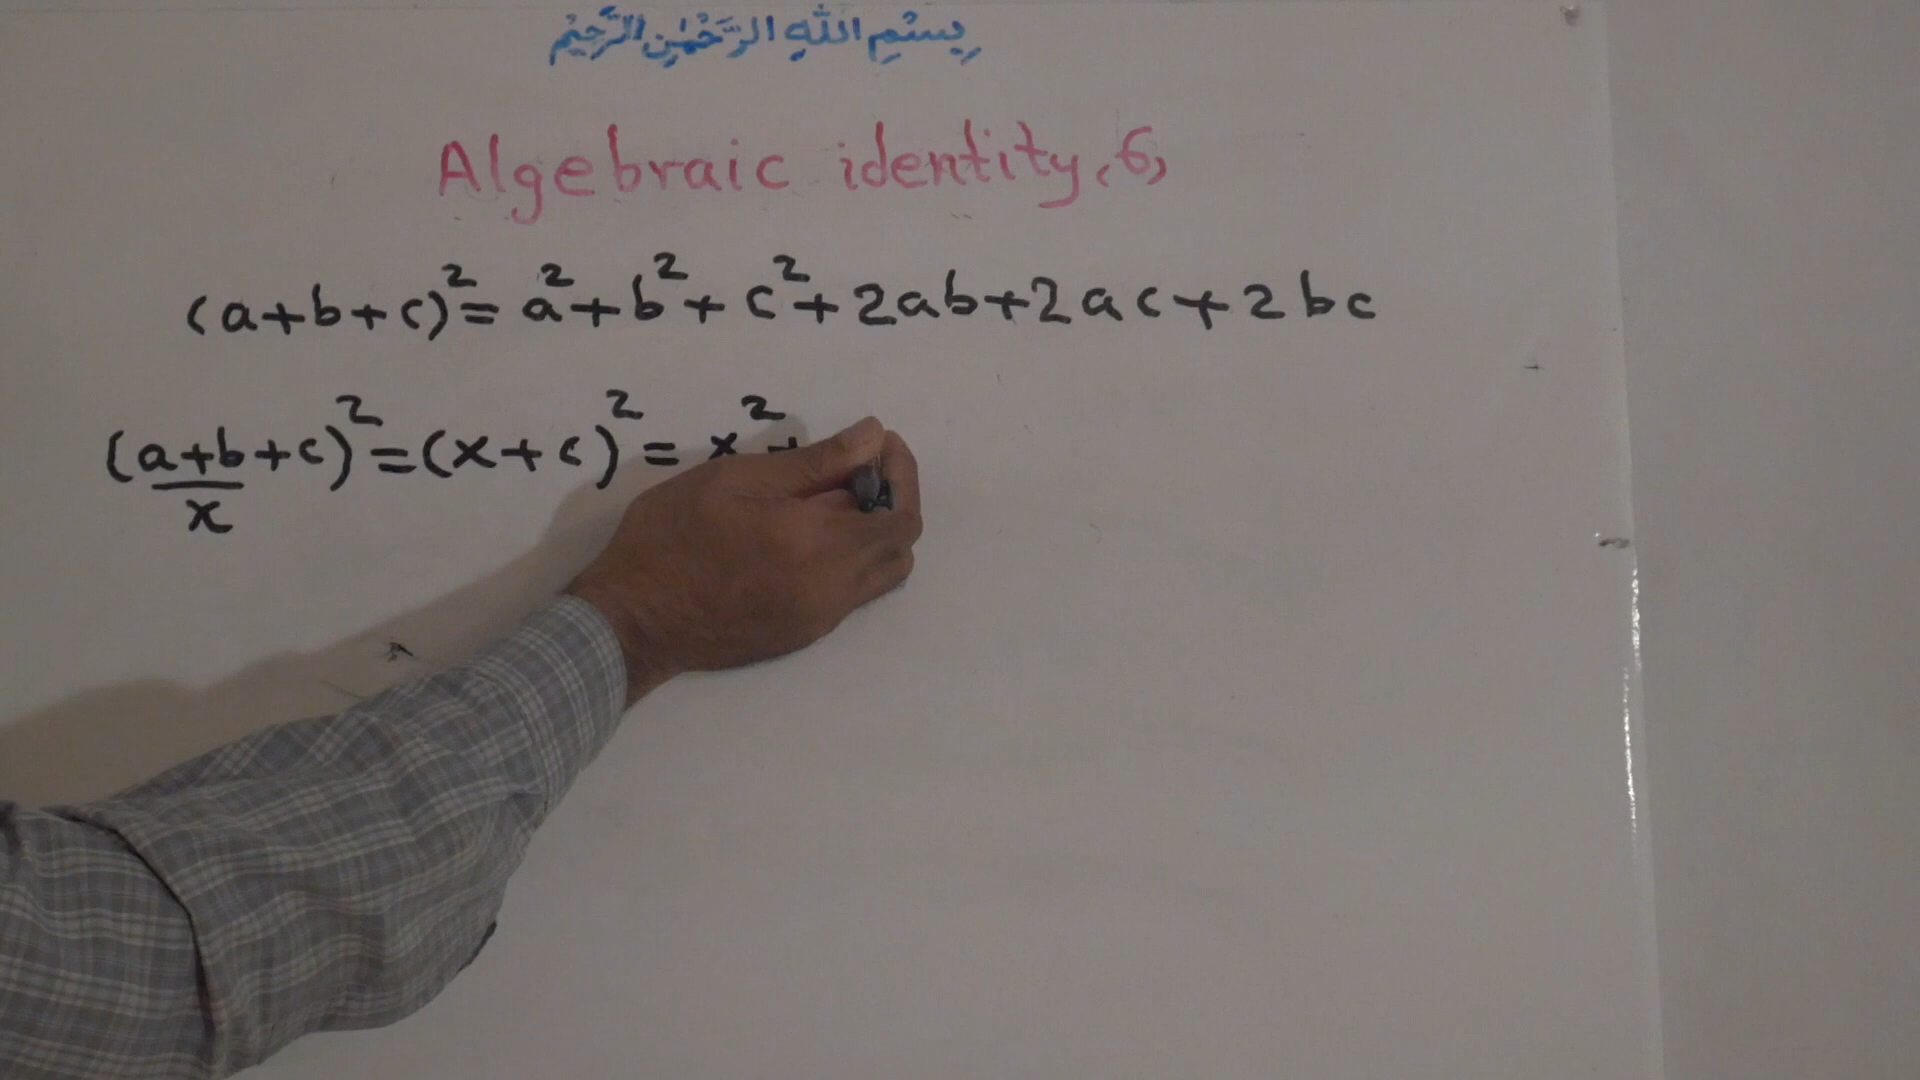 بِسْمِ اللّٰهِ الرَّحْمٰنِ الرَّحِيْمِ
Algebraic identity,6,
(a+b+c)²= a²+b²+c²+2ab+2ac+2bc
(a+b+c)²=(x+c)²= x²+
x